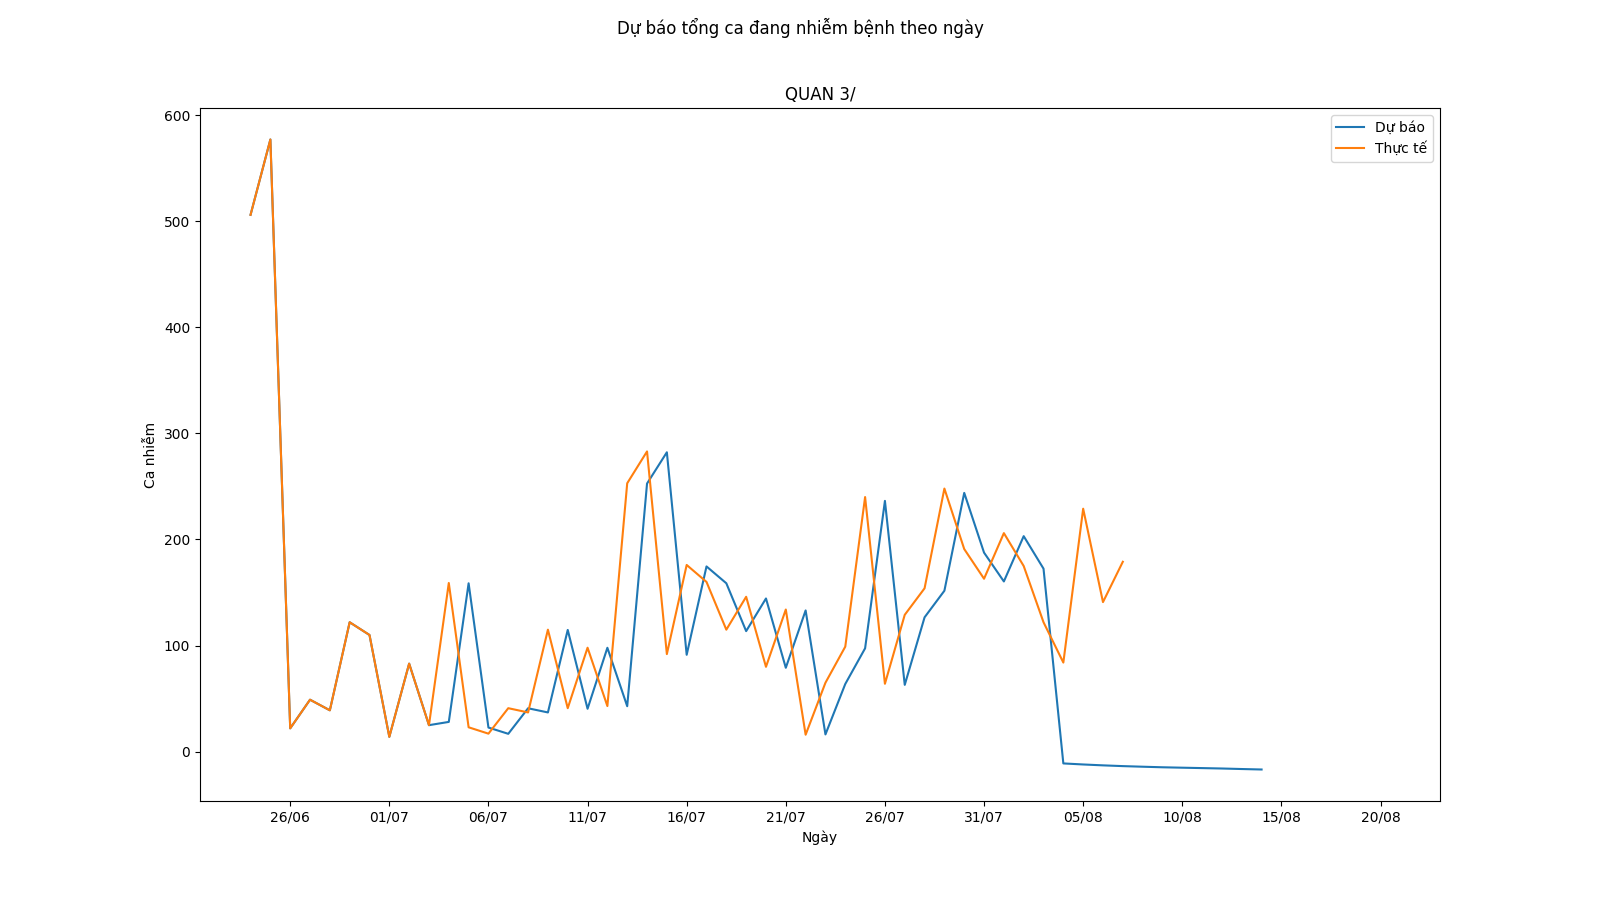 Dự báo tổng ca đang nhiễm bệnh theo ngày
QUAN 3/
Dự báo
Thực tế
600
500
400
300
200
100
0
Ca nhiễm
26/06 01/07 06/07 11/07 16/07 21/07 26/07 31/07 05/08 10/08 15/08 20/08
Ngày